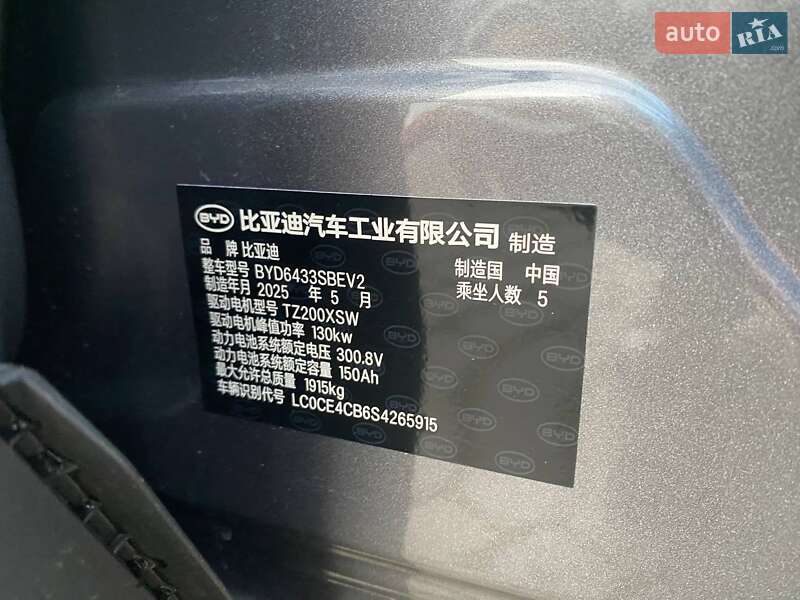 auto RIA .com
BYD 比亚迪汽车工业有限公司 制造
品 牌 比亚迪
整车型号 BYD6433SBEV2 制造国 中国
制造年月 2025 年 5 月 乘坐人数 5
驱动电机型号 TZ200XSW
驱动电机峰值功率 130kw
动力电池系统额定电压 300.8V
动力电池系统额定容量 150Ah
最大允许总质量 1915kg
车辆识别代号 LC0CE4CB6S4265915